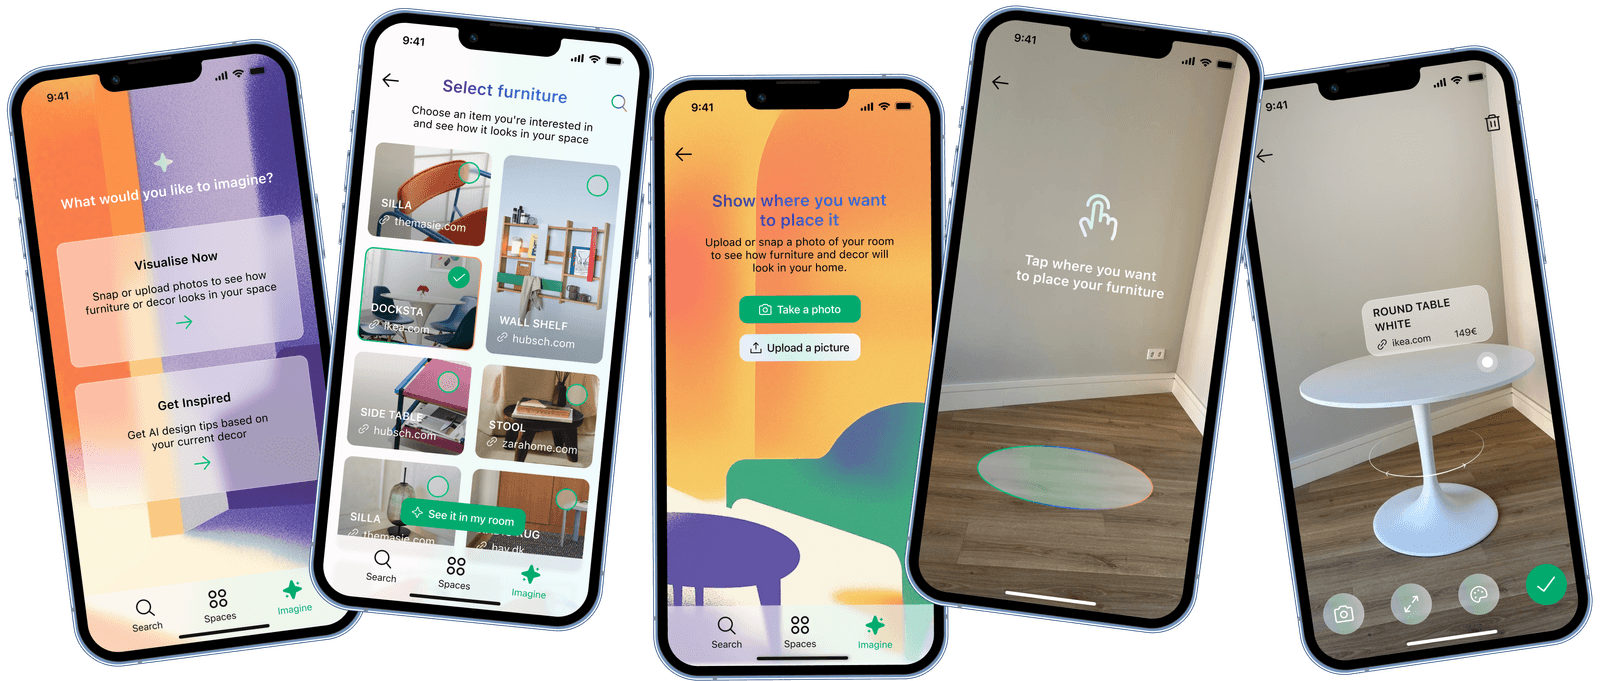 9:41
What would you like to imagine?
Visualise Now
Snap or upload photos to see how
furniture or decor looks in your space
Get Inspired
Get AI design tips based on
your current decor
Search
Spaces
Imagine
9:41
Select furniture
Choose an item you're interested in
and see how it looks in your space
SILLA
themasie.com
WALL SHELF
hubsch.com
DOCKSTA
ikea.com
SIDE TABLE
hubsch.com
STOOL
zarahome.com
SILLA
themasie.com
RUG
hay.dk
See it in my room
Search
Spaces
Imagine
9:41
Show where you want
to place it
Upload or snap a photo of your room
to see how furniture and decor will
look in your home.
Take a photo
Upload a picture
Search
Spaces
Imagine
9:41
Tap where you want
to place your furniture
9:41
ROUND TABLE
WHITE
ikea.com
149€